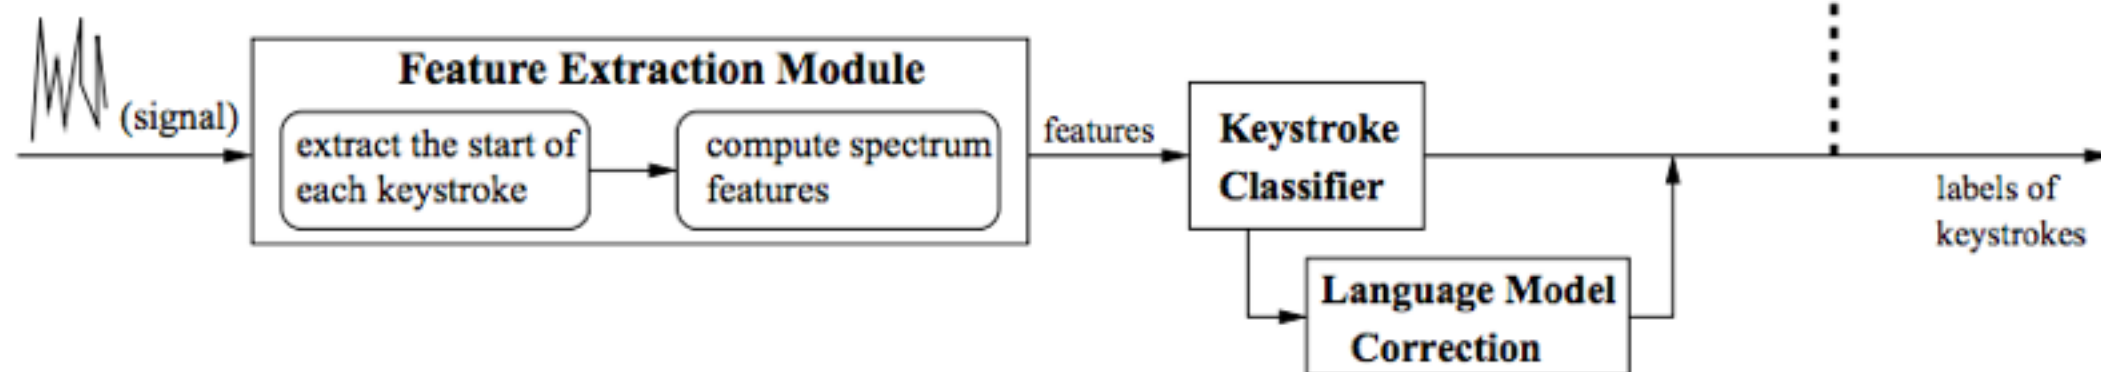 Feature Extraction Module
(signal)
extract the start of
each keystroke
compute spectrum
features
features
Keystroke
Classifier
Language Model
Correction
labels of
keystrokes